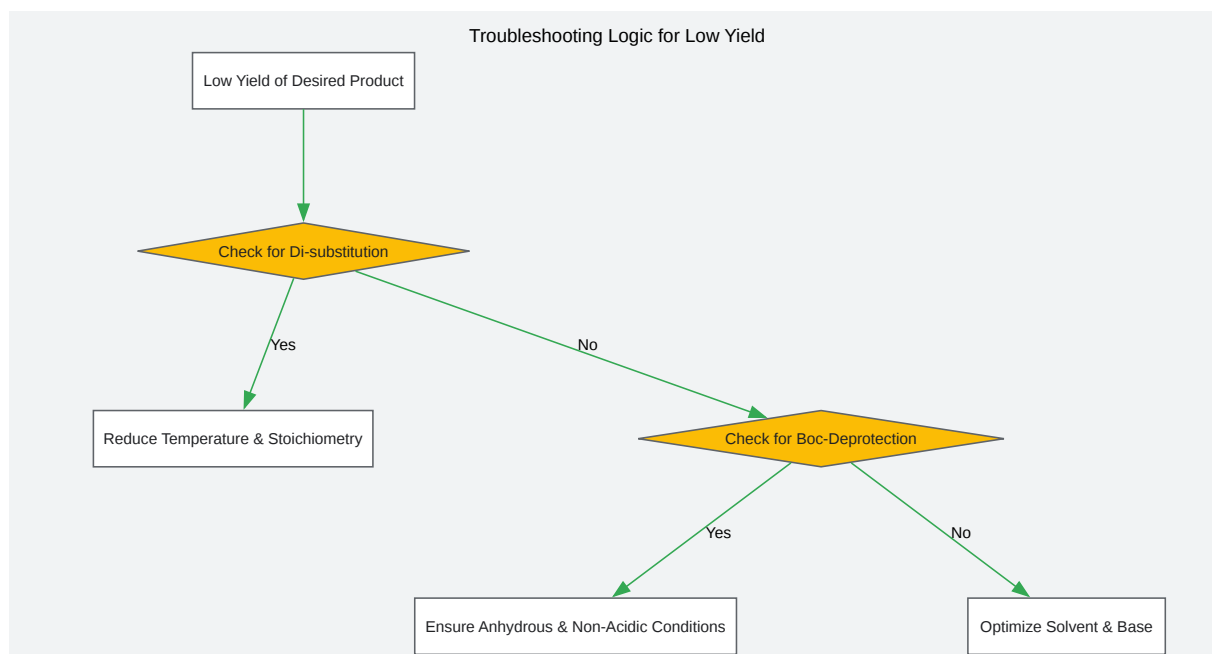 Troubleshooting Logic for Low Yield
Low Yield of Desired Product
Check for Di-substitution
Yes
No
Reduce Temperature & Stoichiometry
Check for Boc-Deprotection
Yes
No
Ensure Anhydrous & Non-Acidic Conditions
Optimize Solvent & Base